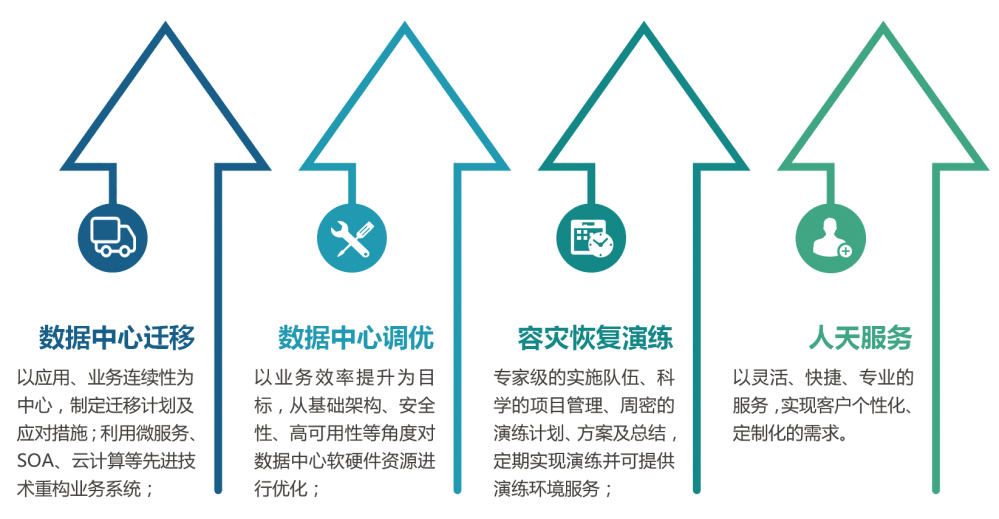 数据中心迁移
以应用、业务连续性为
中心，制定迁移计划及
应对措施；利用微服务、
SOA、云计算等先进技
术重构业务系统；
数据中心调优
以业务效率提升为目
标，从基础架构、安全
性、高可用性等角度对
数据中心软硬件资源进
行优化；
容灾恢复演练
专家级的实施队伍、科
学的项目管理、周密的
演练计划、方案及总结，
定期实现演练并可提供
演练环境服务；
人天服务
以灵活、快捷、专业的
服务，实现客户个性化、
定制化的需求。